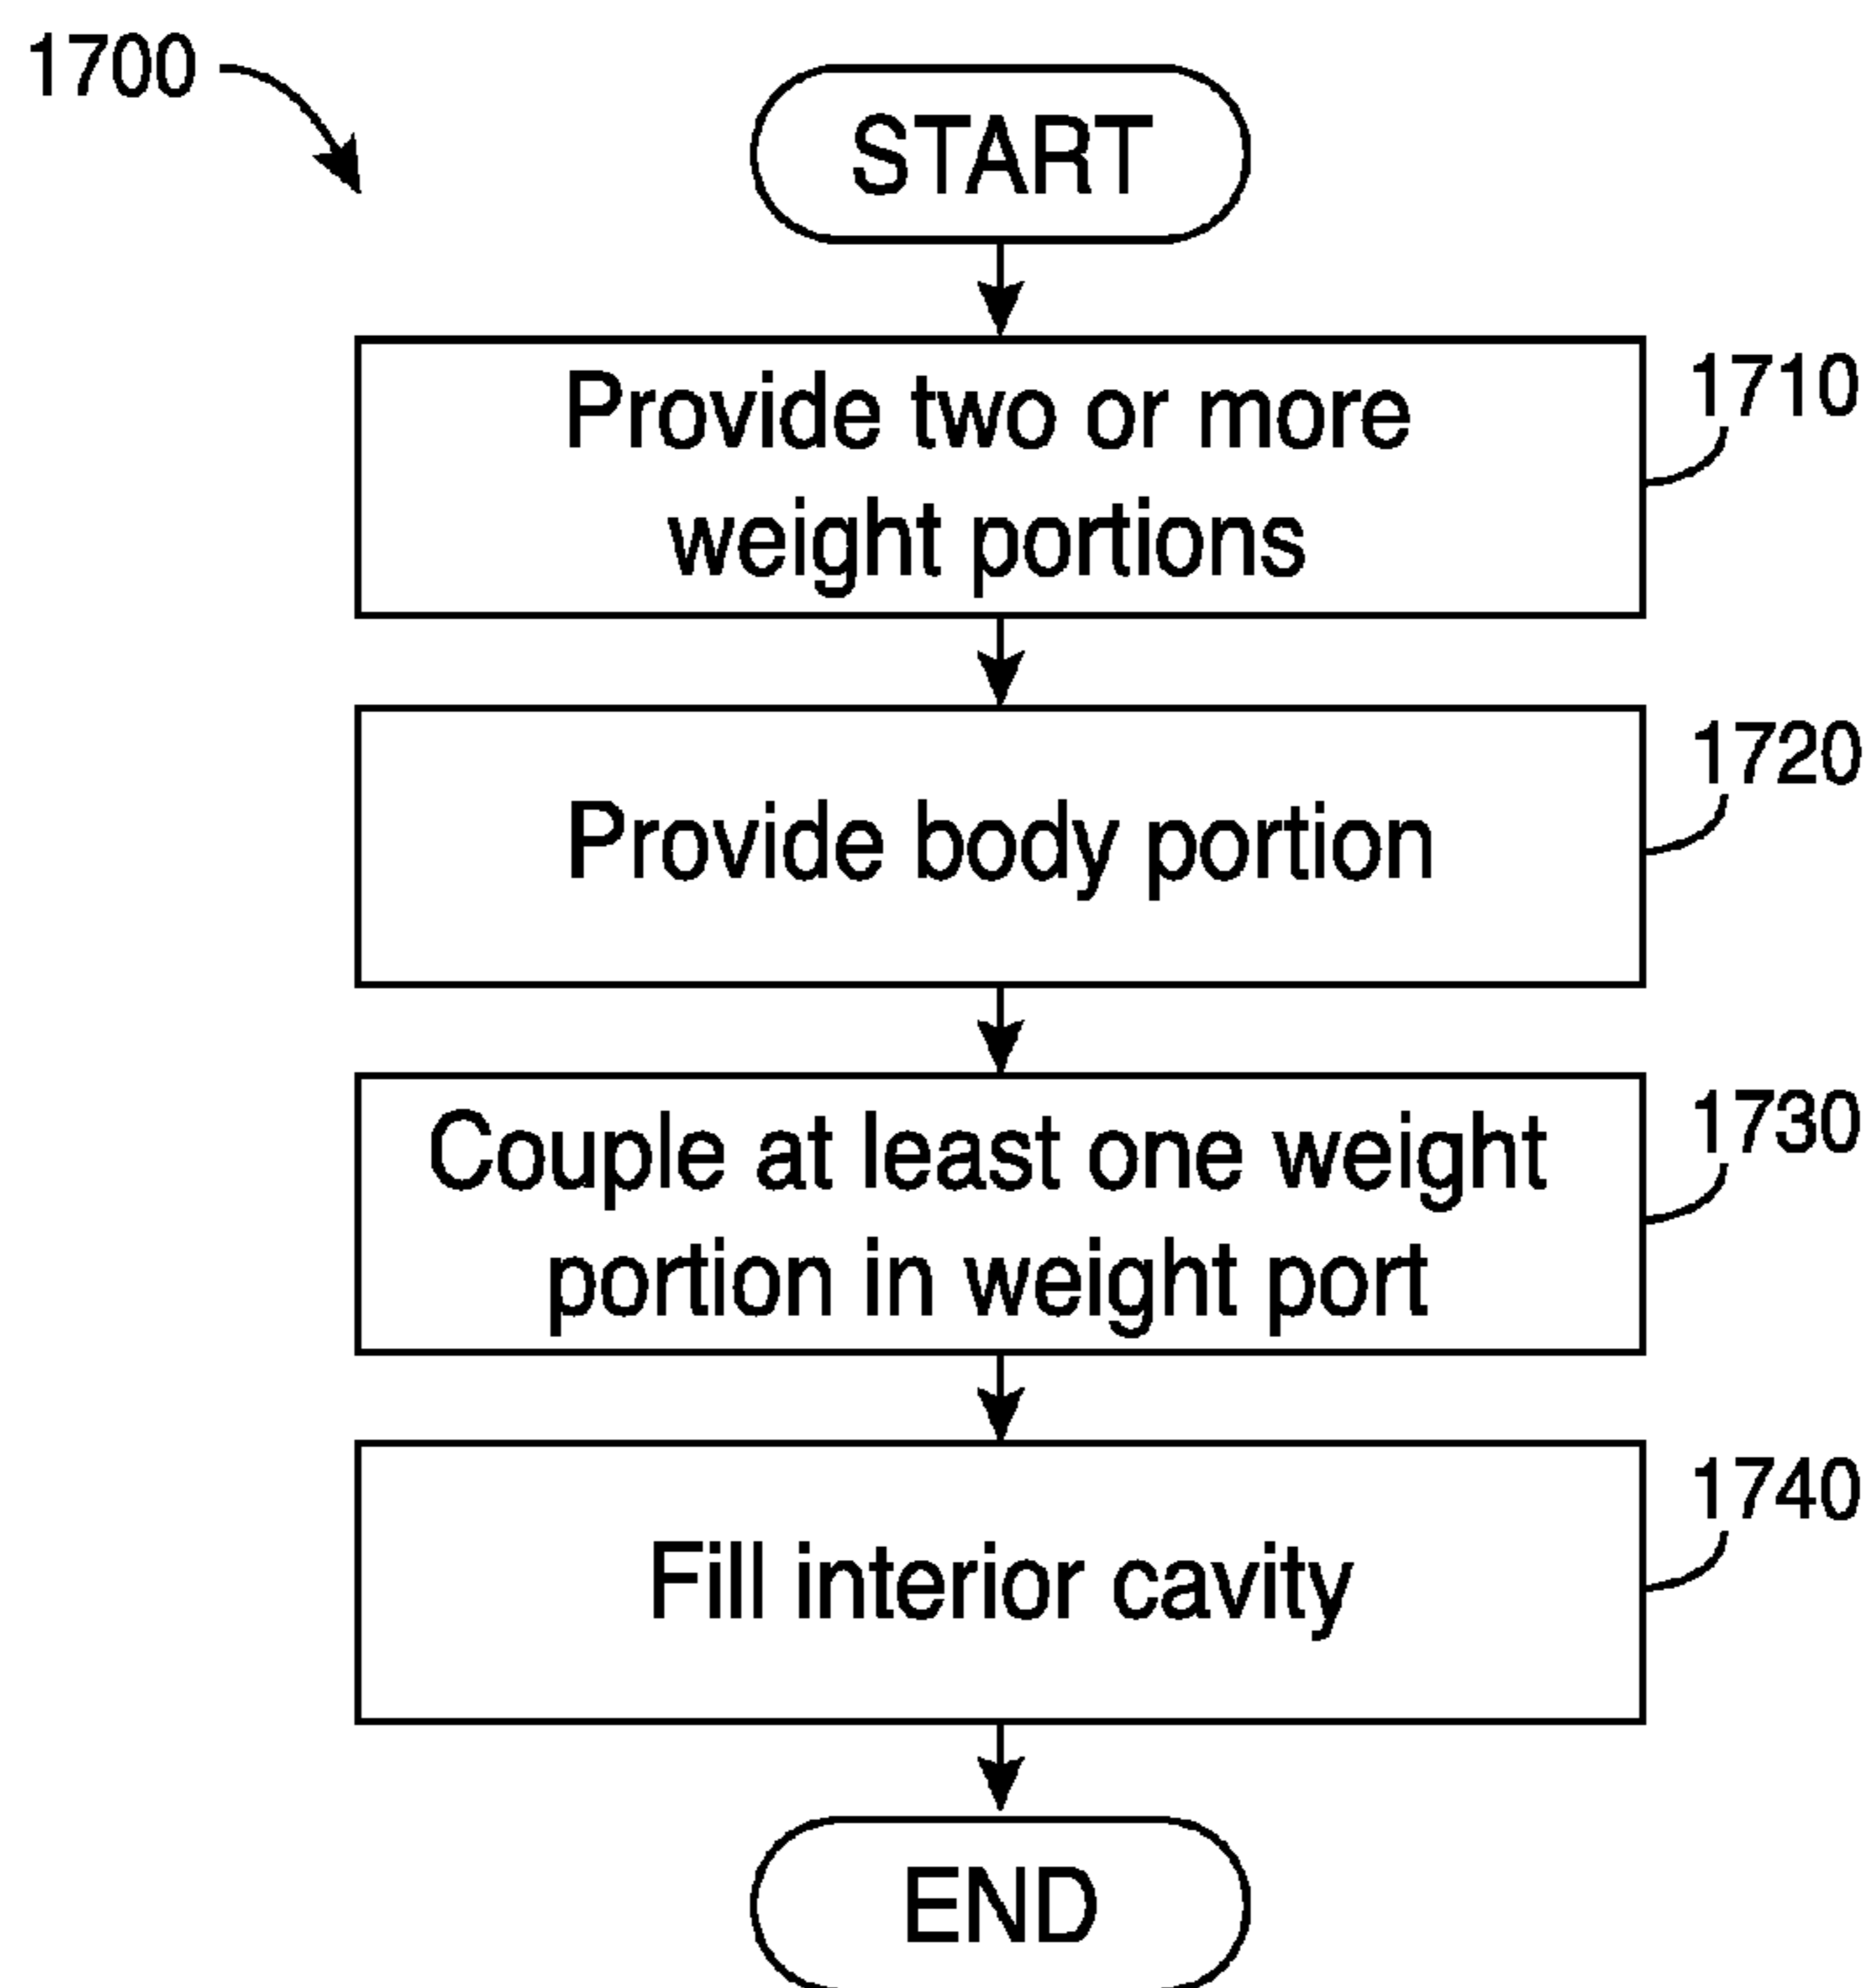 1700
START
Provide two or more
weight portions
1710
Provide body portion
1720
Couple at least one weight
portion in weight port
1730
Fill interior cavity
1740
END